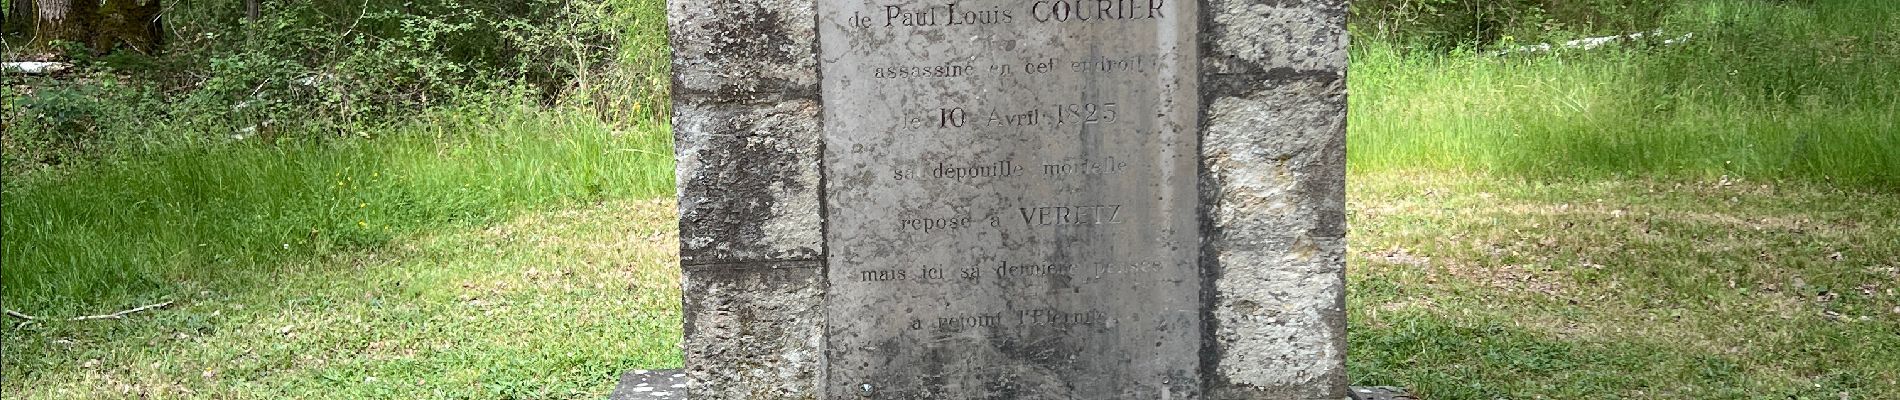 de Paul Louis COURIER
assassiné en cet endroit
le 10 Avril 1825
sa dépouille mortelle
repose à VERETZ
mais ici sa dernière pensée
a rejoint l'Eternité